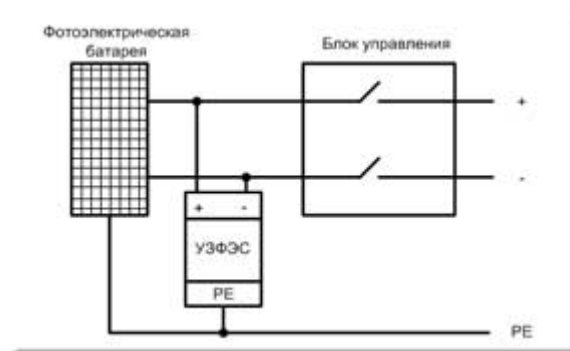 Фотоэлектрическая
батарея
Блок управления
+
-
+ -
УЗФЭС
PE
PE